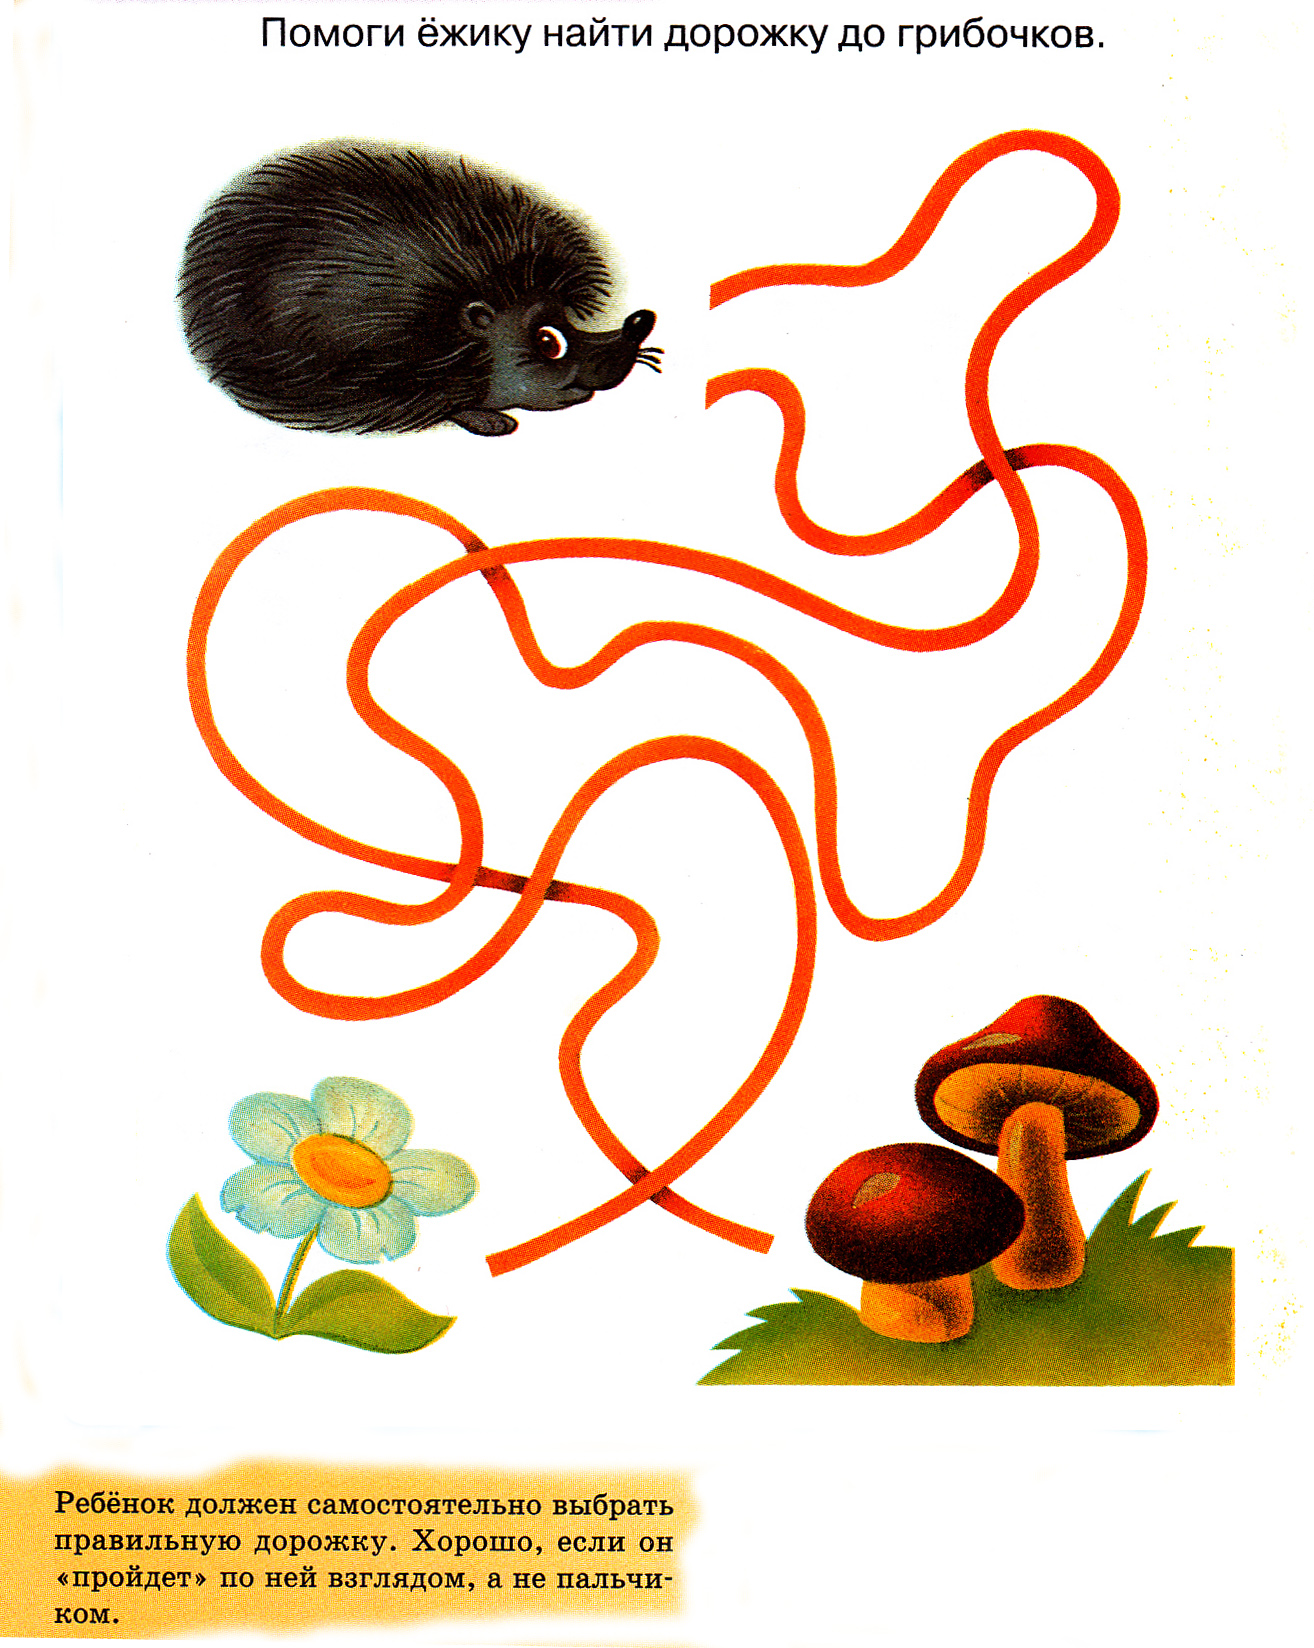 Помоги ёжику найти дорожку до грибочков.
Ребёнок должен самостоятельно выбрать
правильную дорожку. Хорошо, если он
«пройдет» по ней взглядом, а не пальчи-
ком.